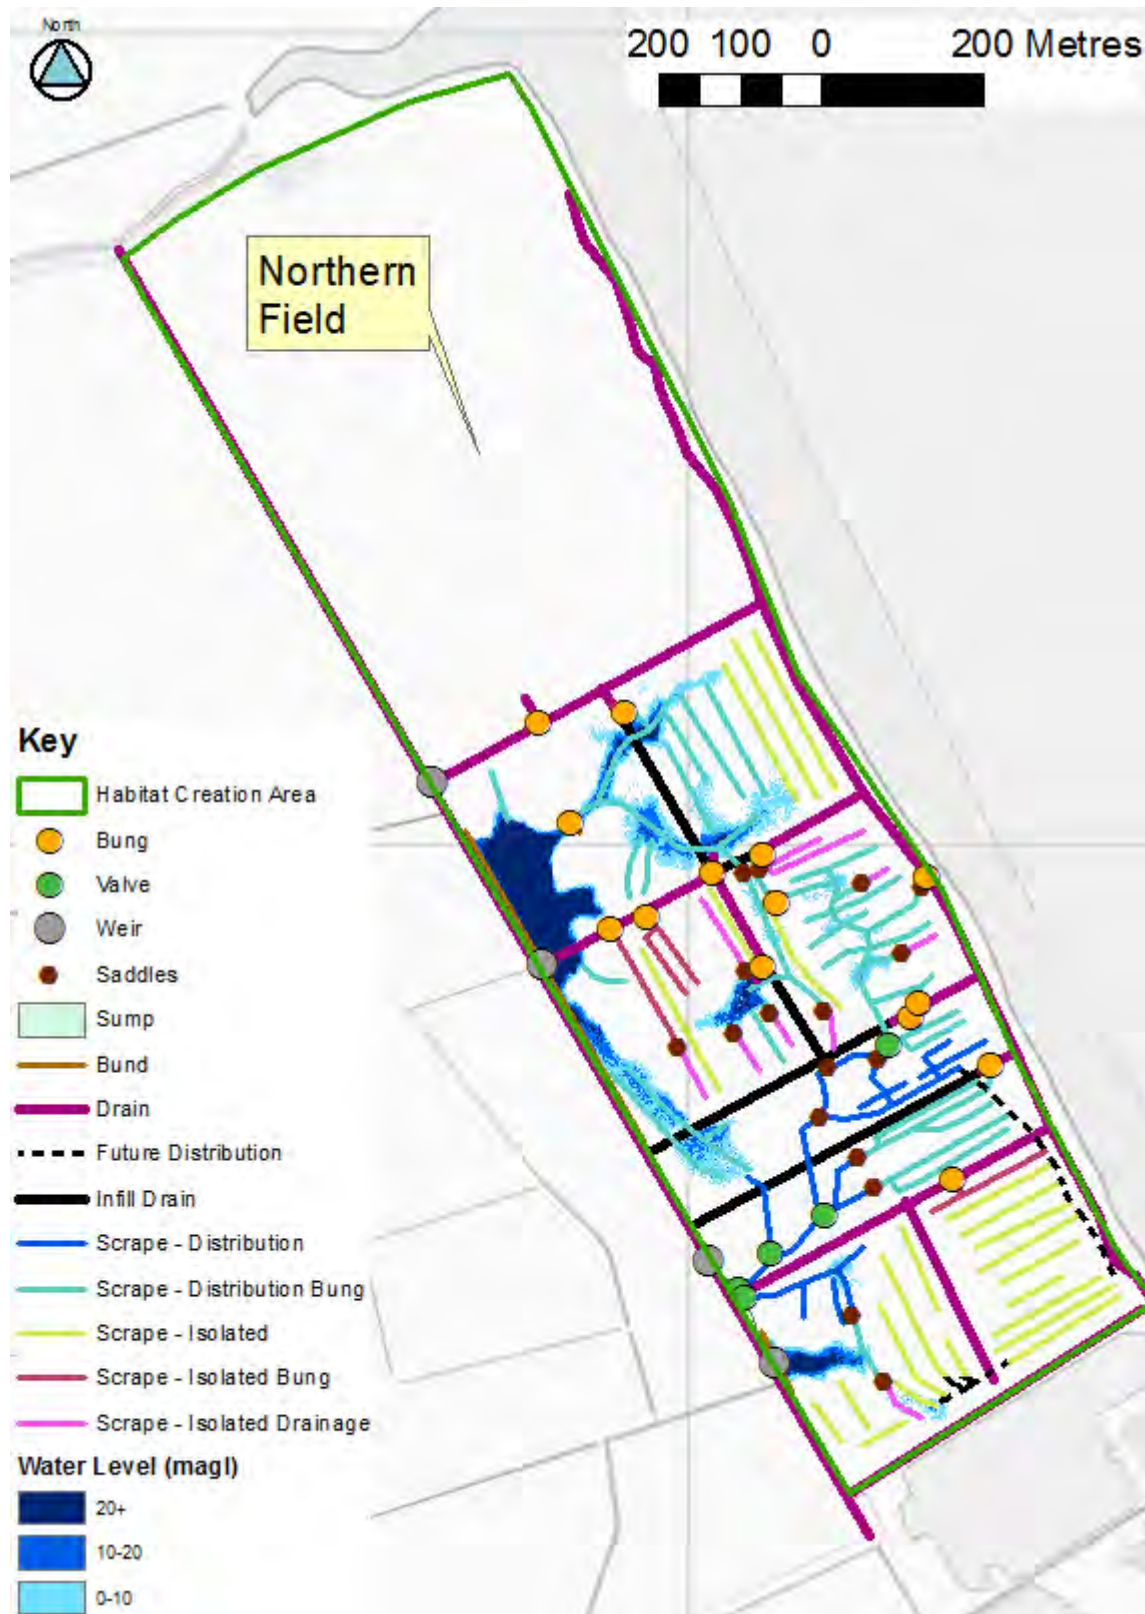 North
200 100 0 200 Metres
Northern
Field
Key
Habitat Creation Area
Bung
Valve
Weir
Saddles
Sump
Bund
Drain
Future Distribution
Infill Drain
Scrape - Distribution
Scrape - Distribution Bung
Scrape - Isolated
Scrape - Isolated Bung
Scrape - Isolated Drainage
Water Level (magl)
20+
10-20
0-10